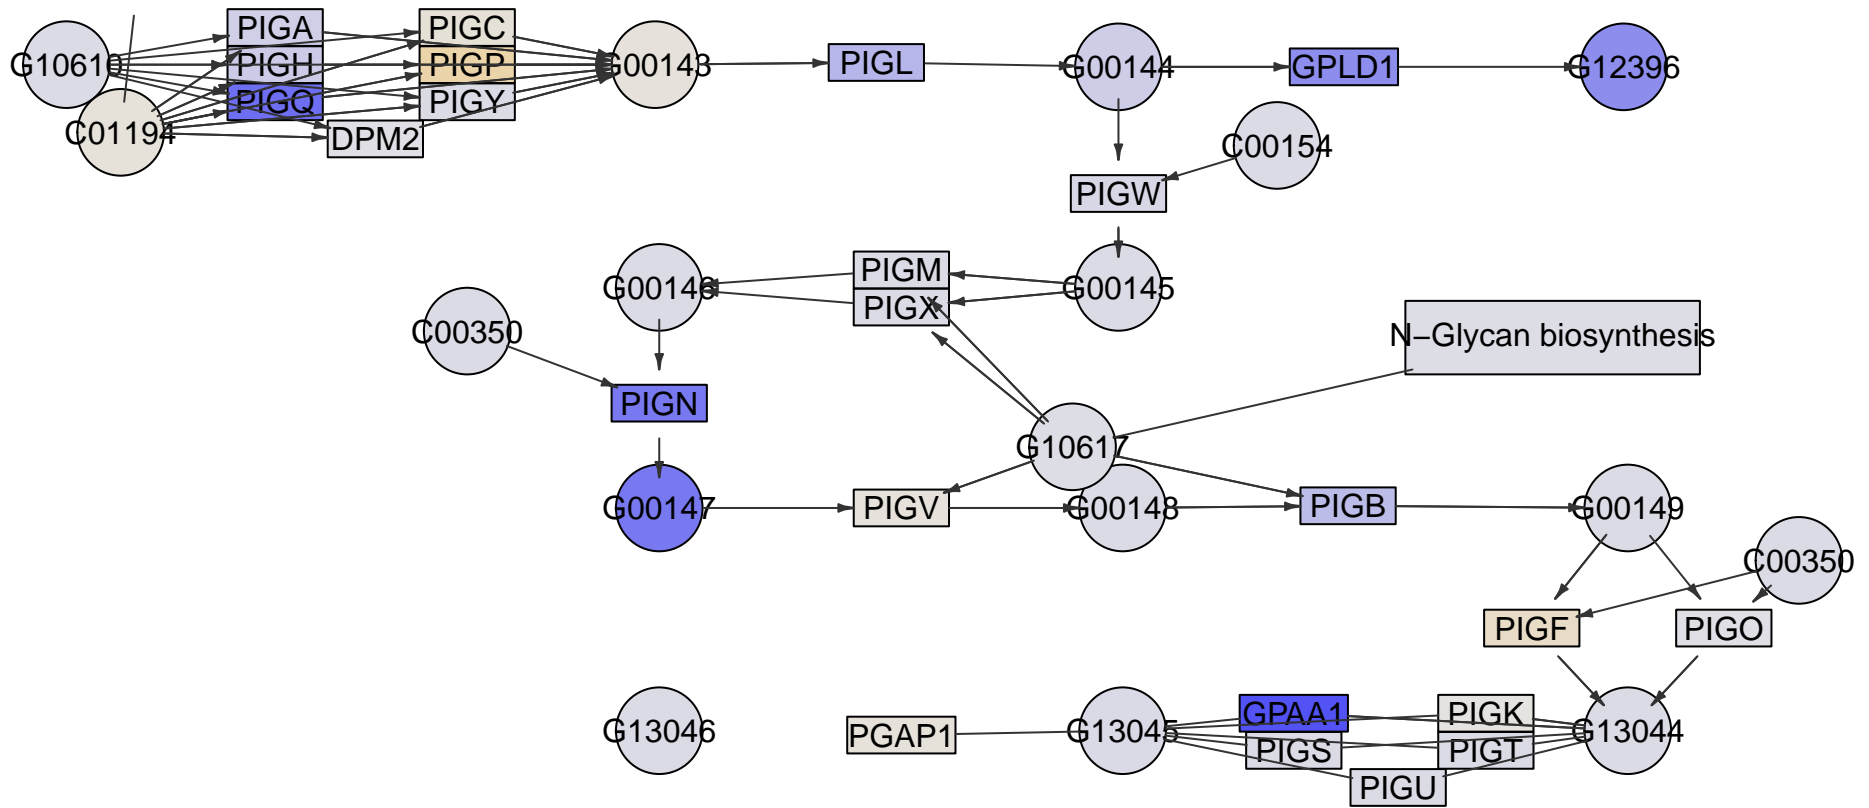 PIGA
PIGC
G10610
PIGH
PIGP
G00143
PIGL
G00144
GPLD1
G12396
PIGQ
PIGY
C01194
DPM2
C00154
PIGW
PIGM
G00146
G00145
PIGX
C00350
N−Glycan biosynthesis
PIGN
G10617
G00147
PIGV
G00148
PIGB
G00149
C00350
PIGF
PIGO
GPAA1
PIGK
G13046
PGAP1
G13045
G13044
PIGS
PIGT
PIGU